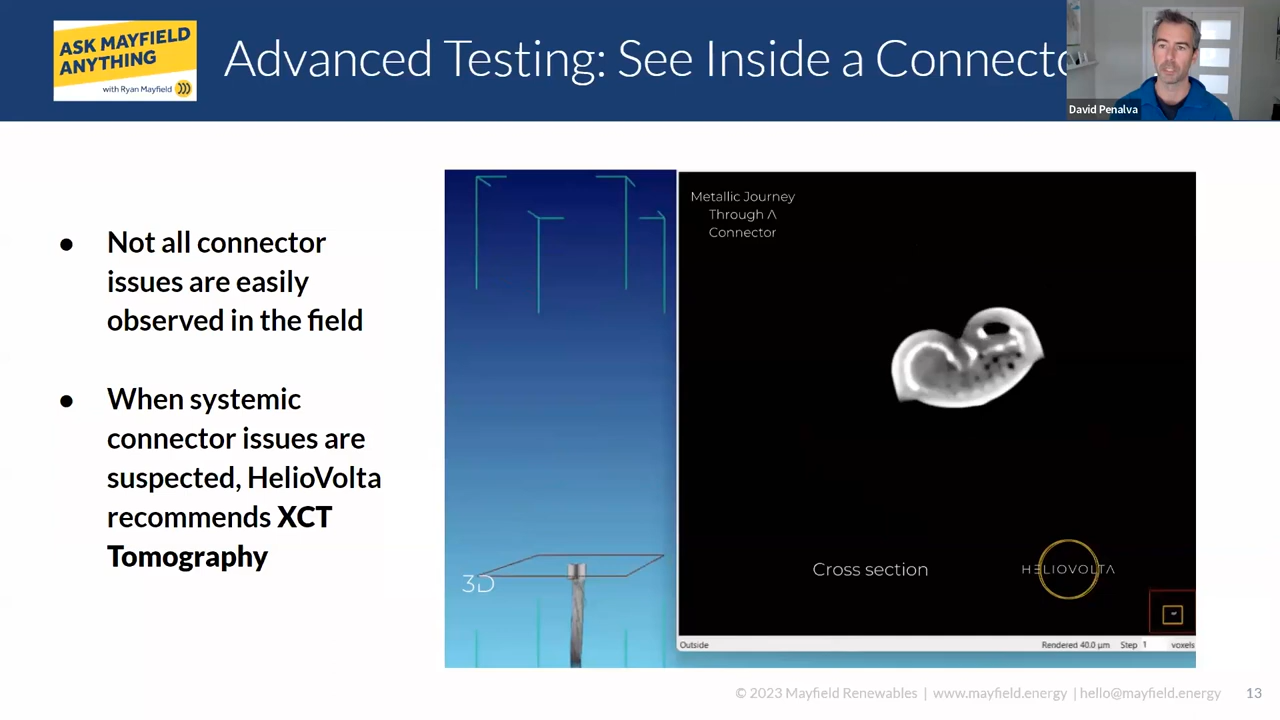 ASK MAYFIELD
ANYTHING
with Ryan Mayfield
Advanced Testing: See Inside a Connecto
David Penalva
● Not all connector
issues are easily
observed in the field
● When systemic
connector issues are
suspected, HelioVolta
recommends XCT
Tomography
3D
Metallic Journey
Through Λ
Connector
Cross section
HΞLIOVOLTΛ
Outside
Rendered 40.0 µm Step 1 voxels
© 2023 Mayfield Renewables | www.mayfield.energy | hello@mayfield.energy 13